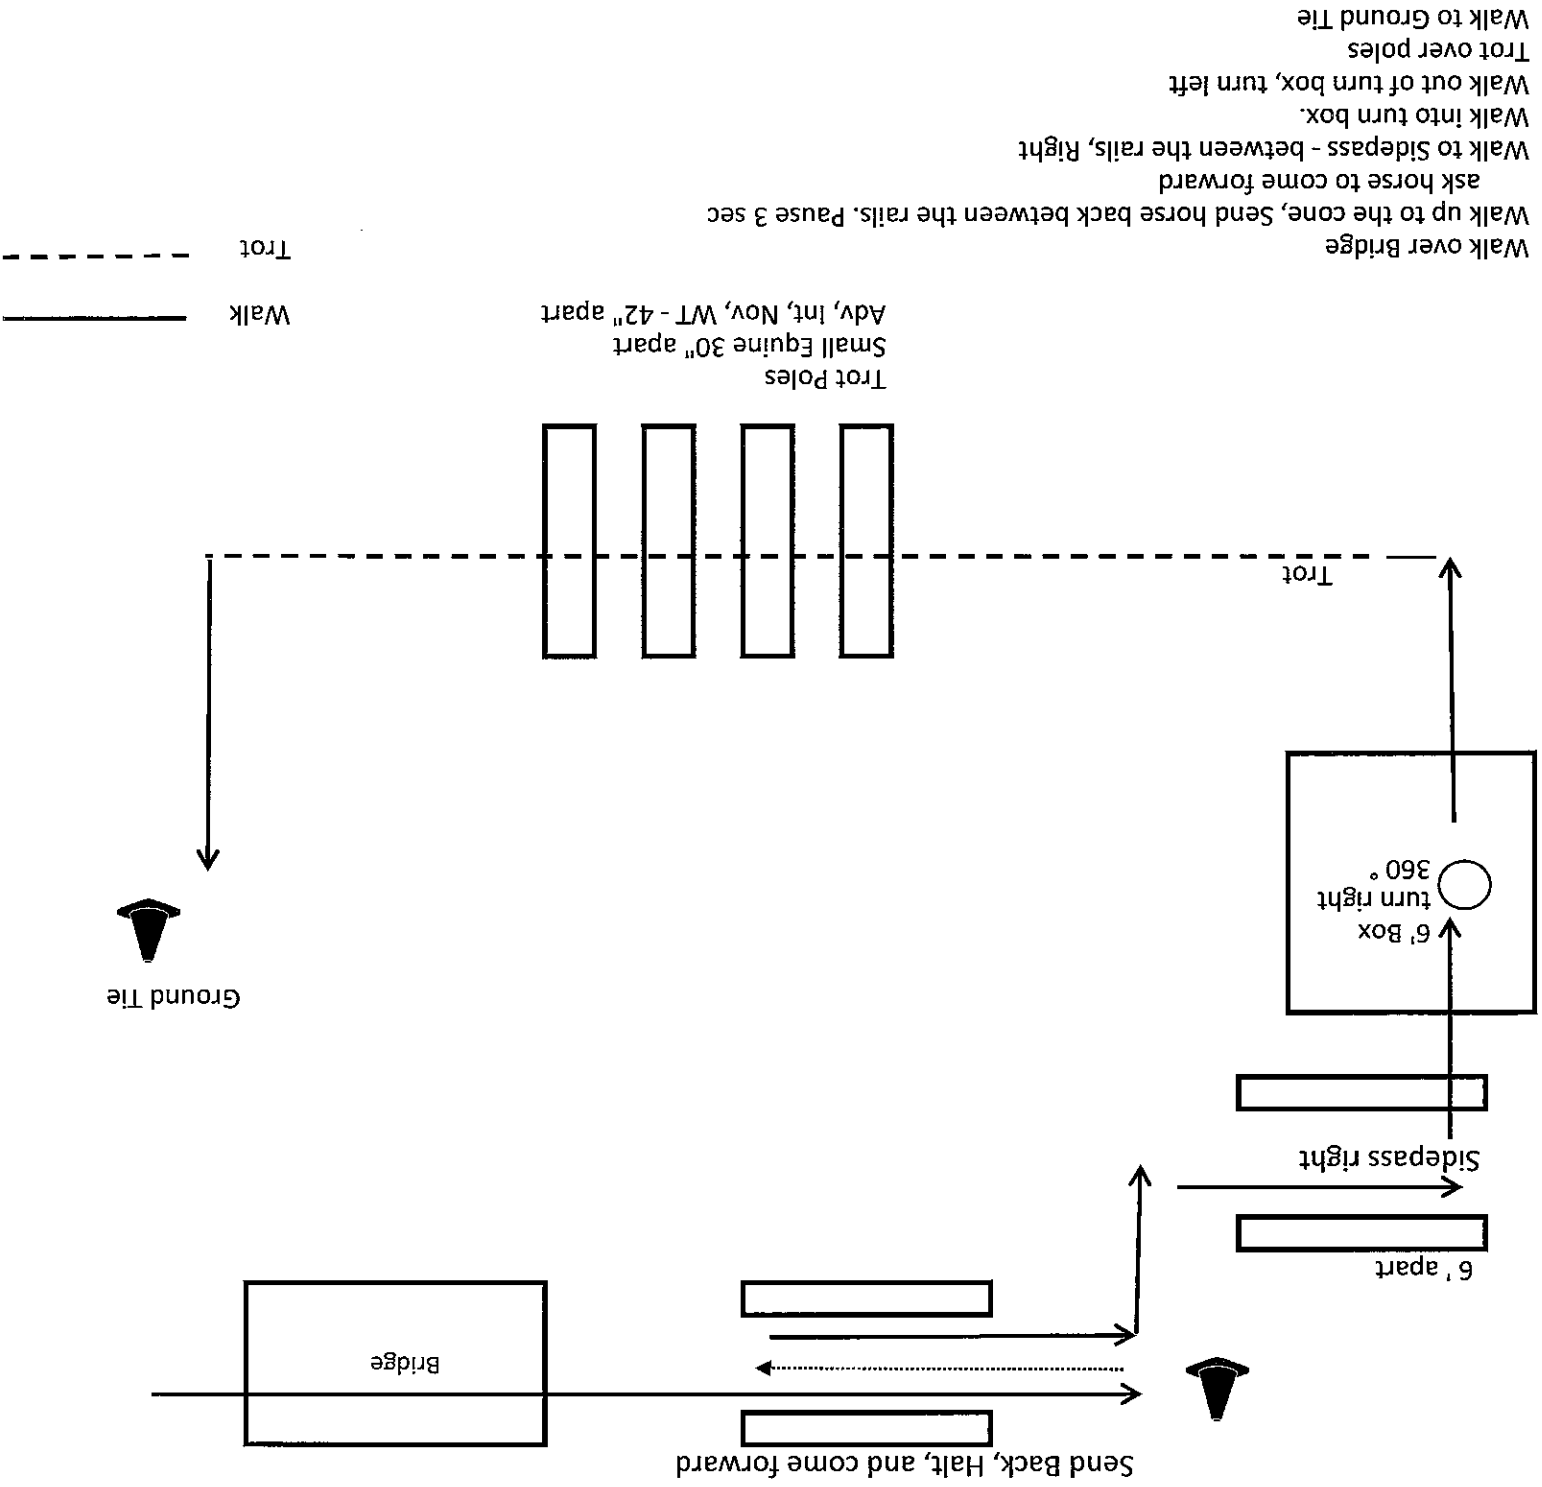 Send Back, Halt, and come forward
Bridge
6 ' apart
Sidepass right
Ground Tie
6' Box
turn right
360 °
Trot
Trot Poles
Small Equine 30" apart
Adv, Int, Nov, WT - 42" apart
Walk
Trot
Walk over Bridge
Walk up to the cone, Send horse back between the rails. Pause 3 sec
ask horse to come forward
Walk to Sidepass - between the rails, Right
Walk into turn box.
Walk out of turn box, turn left
Trot over poles
Walk to Ground Tie